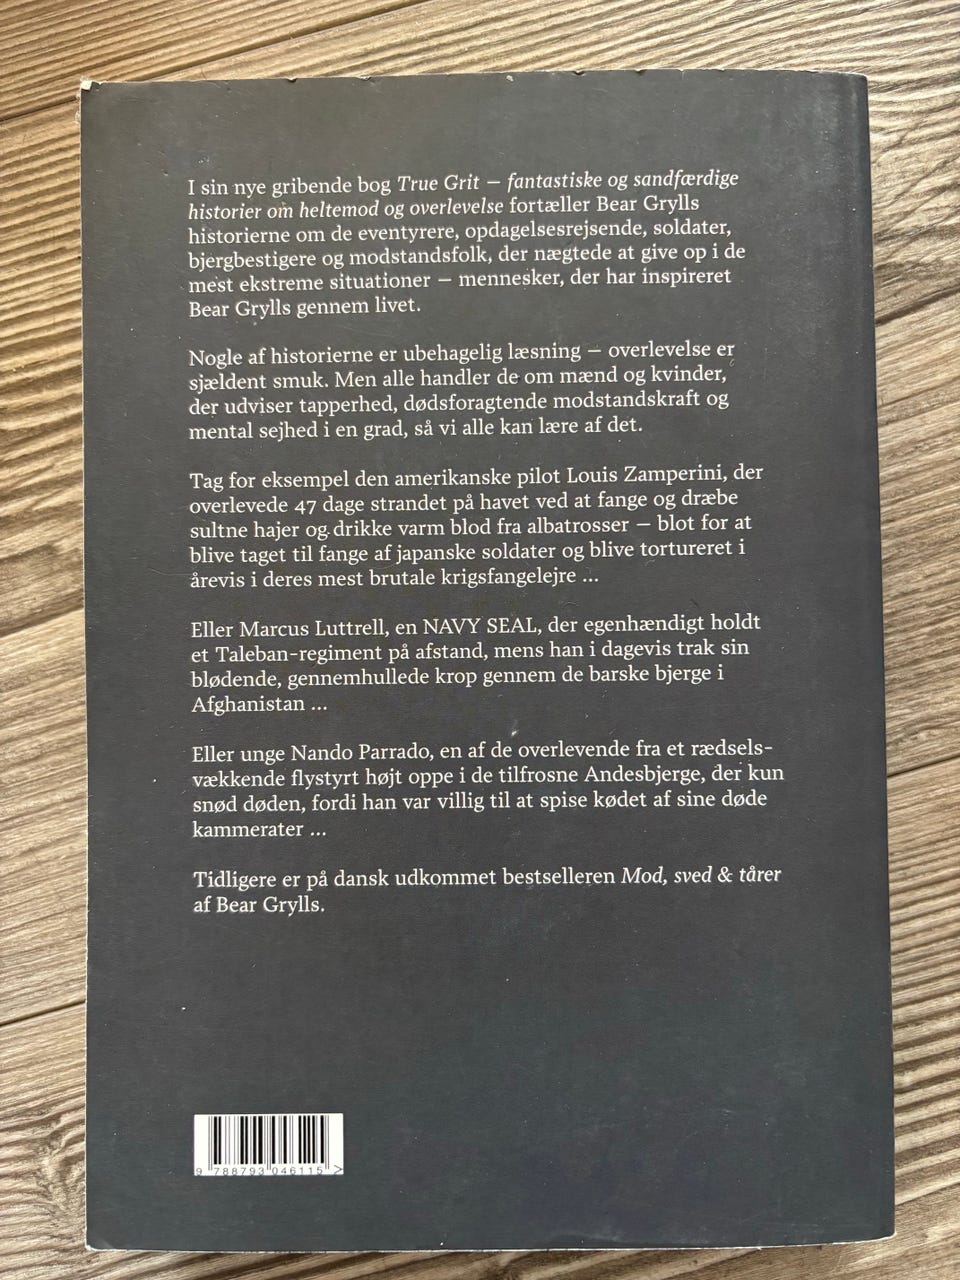 I sin nye gribende bog True Grit – fantastiske og sandfærdige
historier om heltemod og overlevelse fortæller Bear Grylls
historierne om de eventyrere, opdagelsesrejsende, soldater,
bjergbestigere og modstandsfolk, der nægtede at give op i de
mest ekstreme situationer – mennesker, der har inspireret
Bear Grylls gennem livet.
Nogle af historierne er ubehagelig læsning – overlevelse er
sjældent smuk. Men alle handler de om mænd og kvinder,
der udviser tapperhed, dødsforagtende modstandskraft og
mental sejhed i en grad, så vi alle kan lære af det.
Tag for eksempel den amerikanske pilot Louis Zamperini, der
overlevede 47 dage strandet på havet ved at fange og dræbe
sultne hajer og drikke varm blod fra albatrosser – blot for at
blive taget til fange af japanske soldater og blive tortureret i
årevis i deres mest brutale krigsfangelejre ...
Eller Marcus Luttrell, en NAVY SEAL, der egenhændigt holdt
et Taleban-regiment på afstand, mens han i dagevis trak sin
blødende, gennemhullede krop gennem de barske bjerge i
Afghanistan ...
Eller unge Nando Parrado, en af de overlevende fra et rædsels-
vækkende flystyrt højt oppe i de tilfrosne Andesbjerge, der kun
snød døden, fordi han var villig til at spise kødet af sine døde
kammerater ...
Tidligere er på dansk udkommet bestselleren Mod, sved & tårer
af Bear Grylls.
9 788793 046115 >